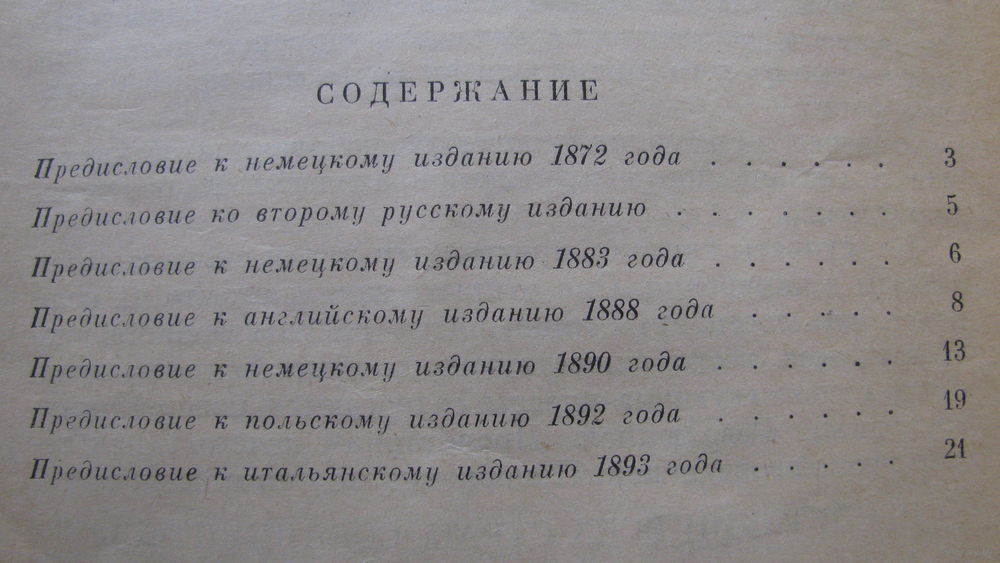 СОДЕРЖАНИЕ
Предисловие к немецкому изданию 1872 года . . . . . . 3
Предисловие ко второму русскому изданию . . . . . . . 5
Предисловие к немецкому изданию 1883 года . . . . . . 6
Предисловие к английскому изданию 1888 года . . . . . 8
Предисловие к немецкому изданию 1890 года . . . . . . 13
Предисловие к польскому изданию 1892 года . . . . . . 19
Предисловие к итальянскому изданию 1893 года . . . . . 21